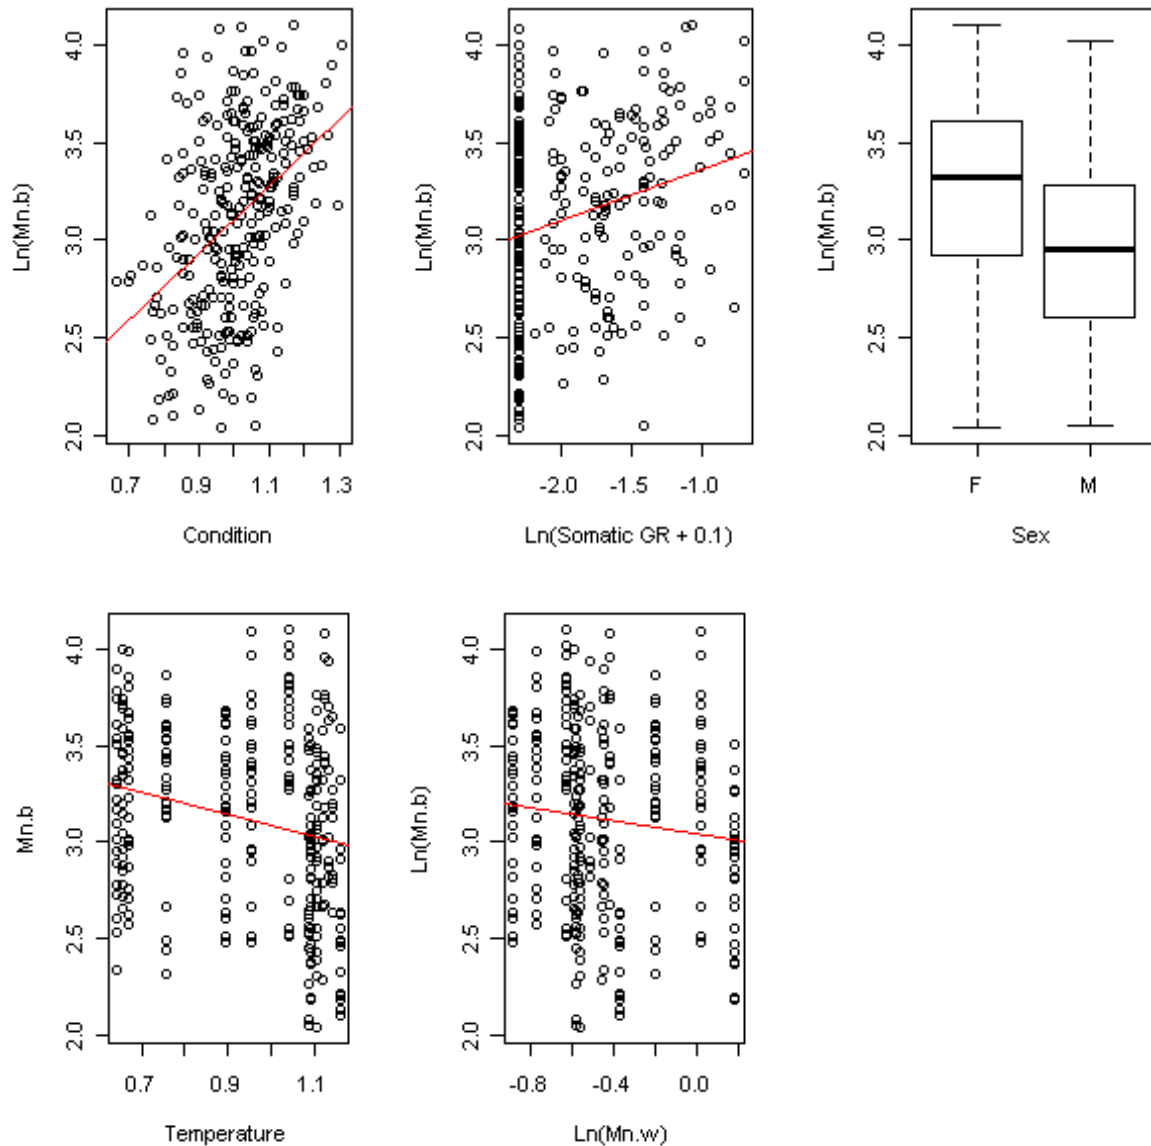 Ln(Mn.b)
2.0 2.5 3.0 3.5 4.0
0.7 0.9 1.1 1.3
Condition
Ln(Mn.b)
2.0 2.5 3.0 3.5 4.0
-2.0 -1.5 -1.0
Ln(Somatic GR + 0.1)
Ln(Mn.b)
2.0 2.5 3.0 3.5 4.0
F M
Sex
Mn.b
2.0 2.5 3.0 3.5 4.0
0.7 0.9 1.1
Temperature
Ln(Mn.b)
2.0 2.5 3.0 3.5 4.0
-0.8 -0.4 0.0
Ln(Mn.w)